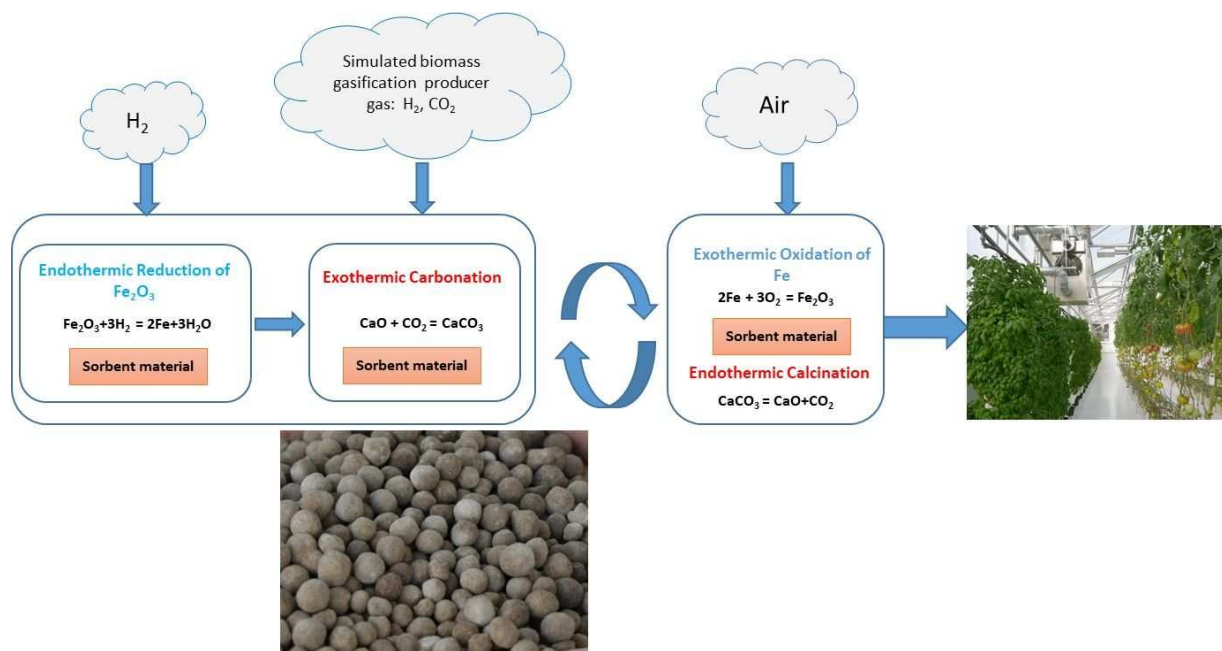 H₂
Simulated biomass
gasification producer
gas: H₂, CO₂
Air
Endothermic Reduction of
Fe₂O₃
Fe₂O₃+3H₂ = 2Fe+3H₂O
Sorbent material
Exothermic Carbonation
CaO + CO₂ = CaCO₃
Sorbent material
Exothermic Oxidation of
Fe
2Fe + 3O₂ = Fe₂O₃
Sorbent material
Endothermic Calcination
CaCO₃ = CaO+CO₂